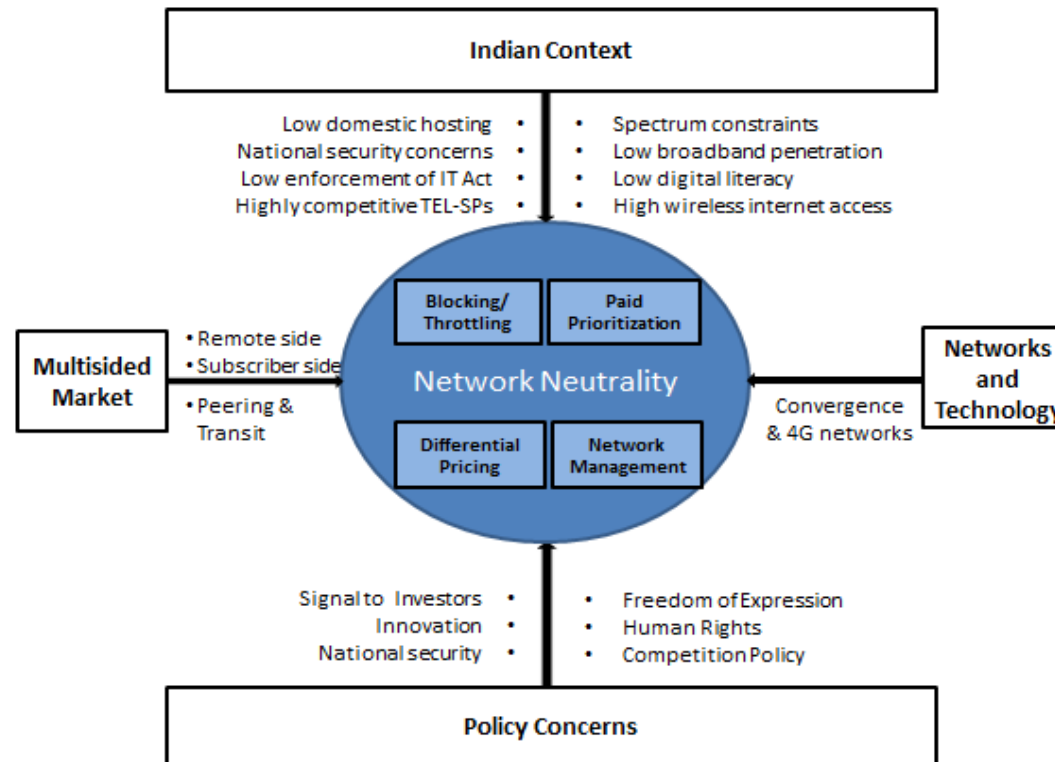 Indian Context
Low domestic hosting •
National security concerns •
Low enforcement of IT Act •
Highly competitive TEL-SPs •
• Spectrum constraints
• Low broadband penetration
• Low digital literacy
• High wireless internet access
Multisided
Market
• Remote side
• Subscriber side
• Peering &
Transit
Blocking/
Throttling
Paid
Prioritization
Network Neutrality
Differential
Pricing
Network
Management
Networks
and
Technology
Convergence
& 4G networks
Signal to Investors •
Innovation •
National security •
• Freedom of Expression
• Human Rights
• Competition Policy
Policy Concerns